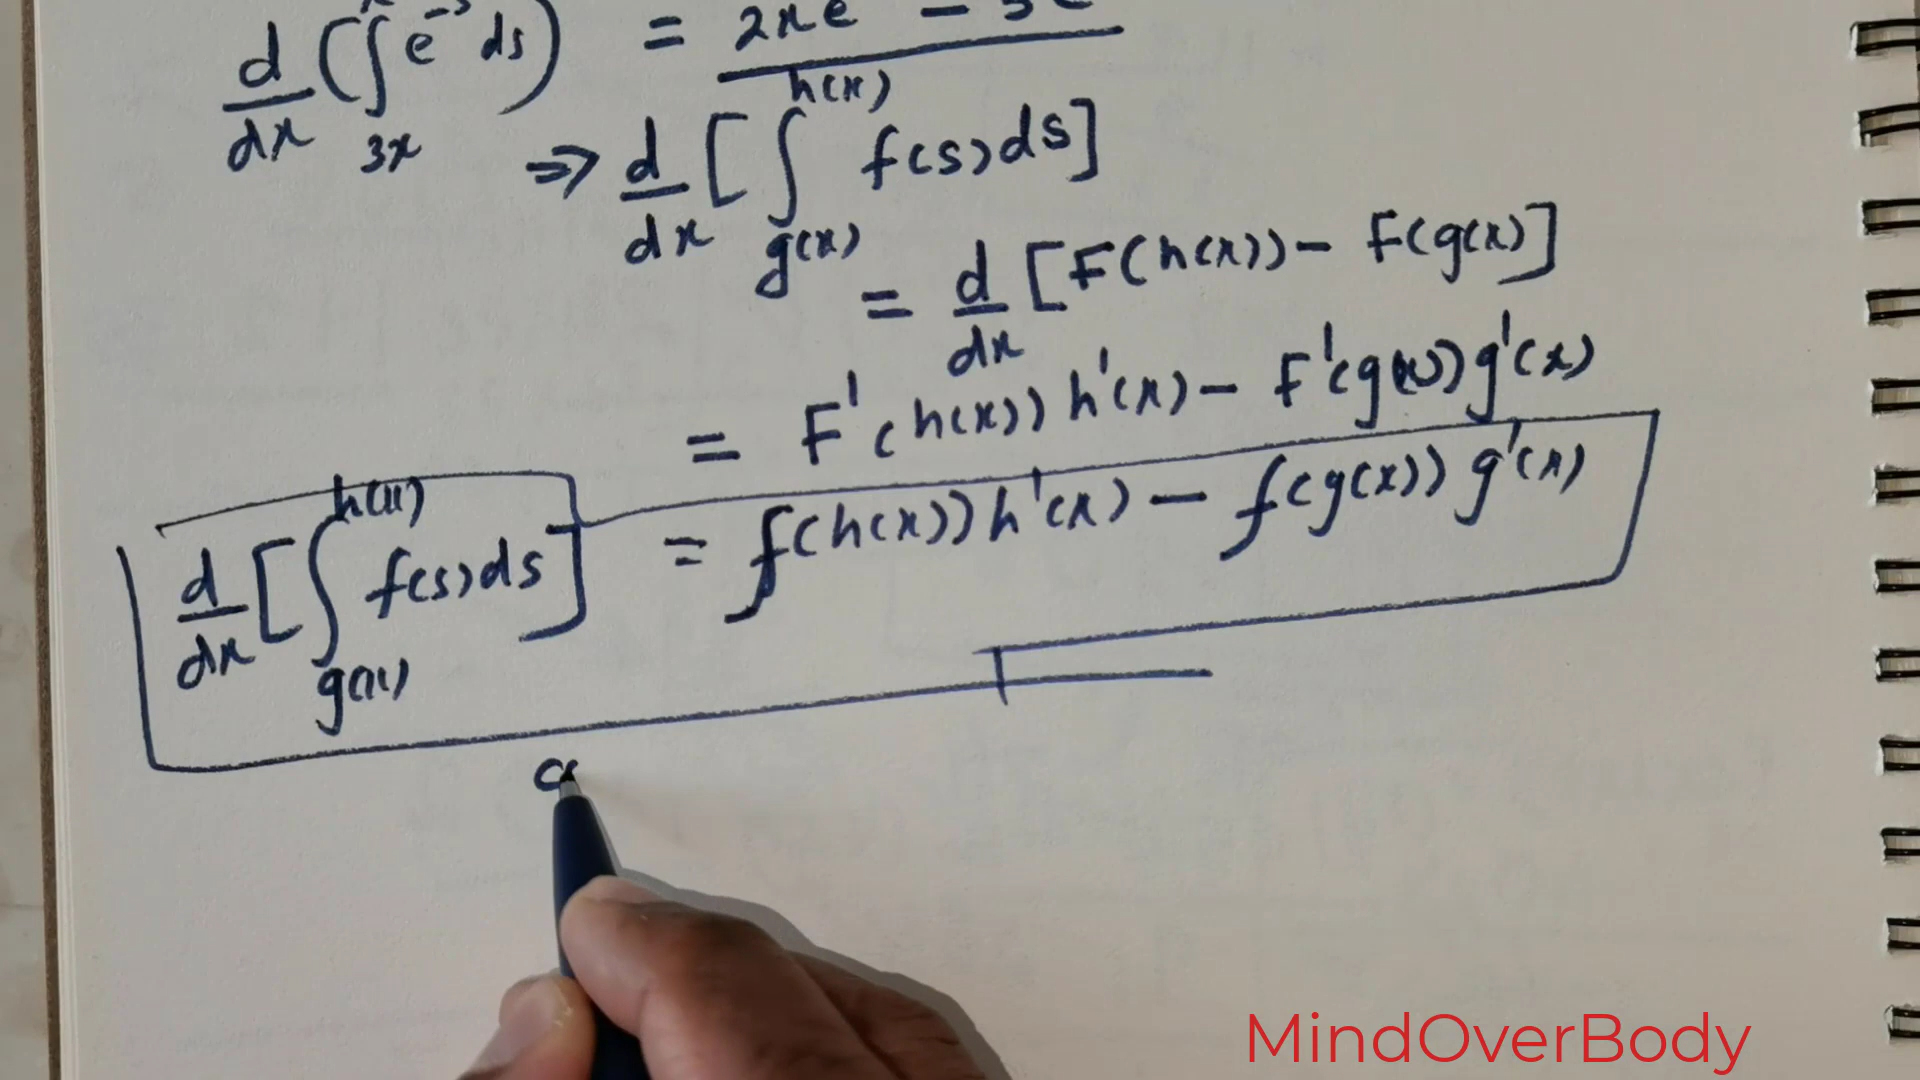 d/dx (∫_{3x} e^{-s} ds) = 2xe - 3e
⇒ d/dx [∫_{g(x)}^{h(x)} f(s)ds]
= d/dx [F(h(x)) - F(g(x)]
= F'(h(x)) h'(x) - F'(g(x)) g'(x)
d/dx [∫_{g(x)}^{h(x)} f(s)ds] = f(h(x)) h'(x) - f(g(x)) g'(x)
MindOverBody